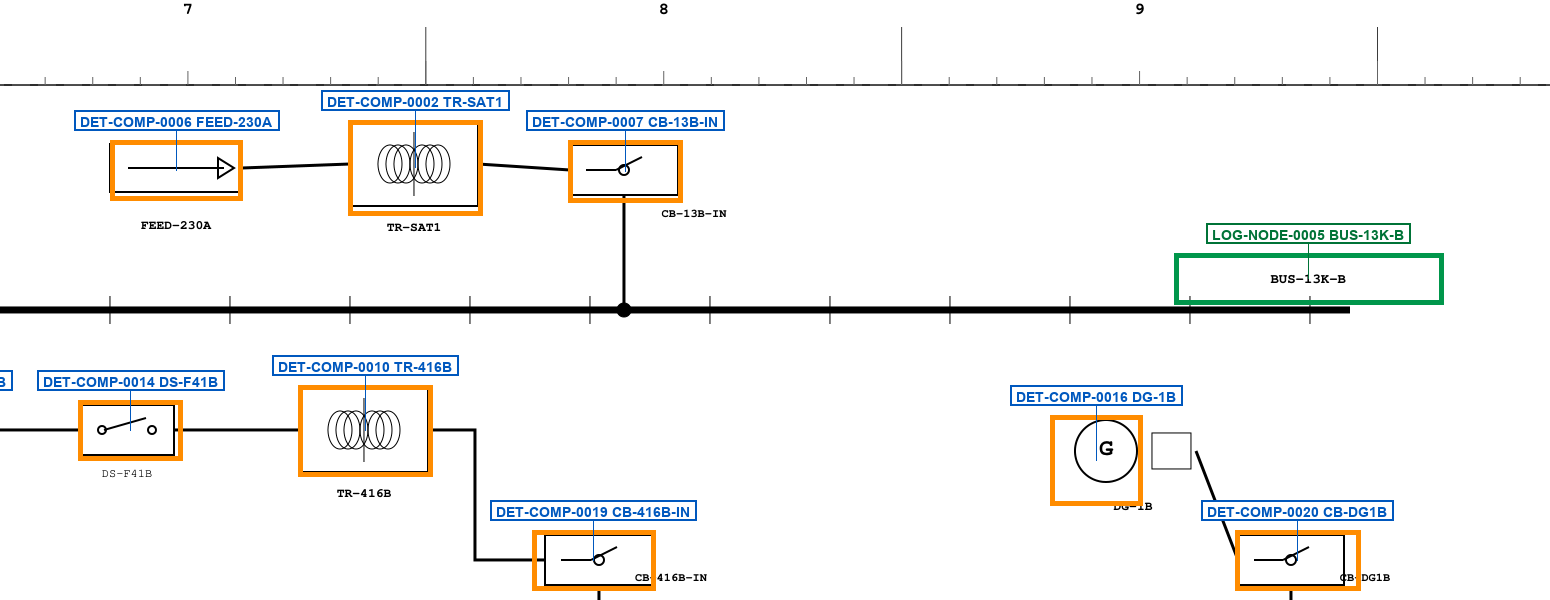 7 8 9
DET-COMP-0002 TR-SAT1
DET-COMP-0006 FEED-230A
DET-COMP-0007 CB-13B-IN
CB-13B-IN
FEED-230A
TR-SAT1
LOG-NODE-0005 BUS-13K-B
BUS-13K-B
DET-COMP-0010 TR-416B
B
DET-COMP-0014 DS-F41B
DET-COMP-0016 DG-1B
G
DS-F41B
TR-416B
DG-1B
DET-COMP-0019 CB-416B-IN
DET-COMP-0020 CB-DG1B
CB-416B-IN
CB-DG1B